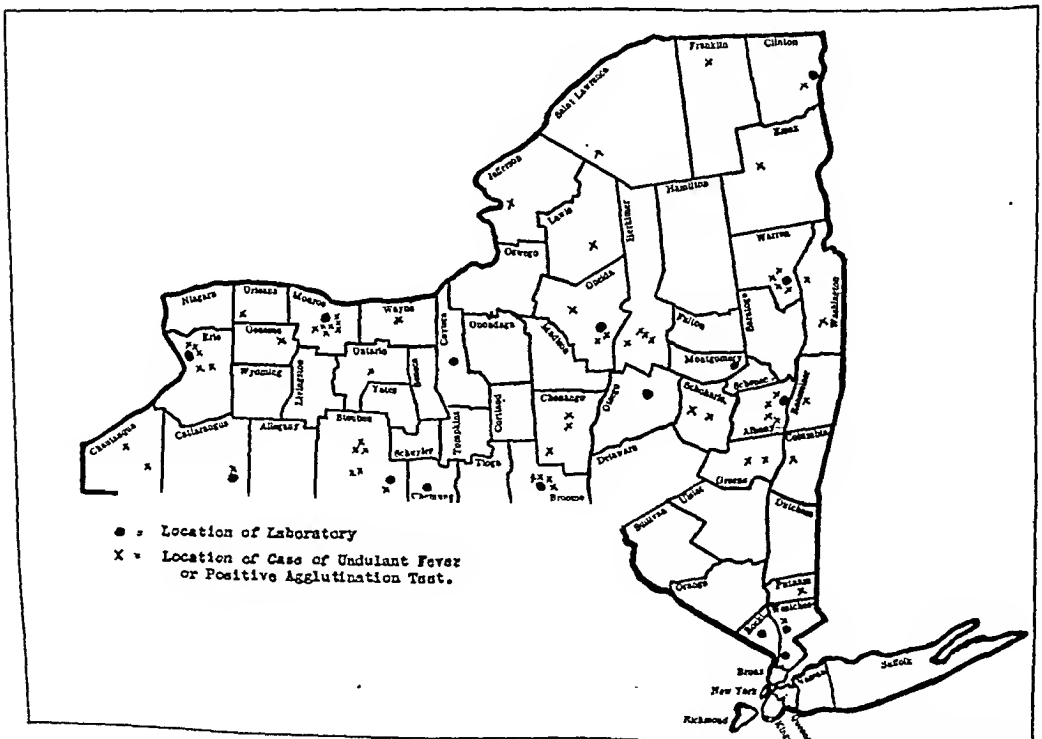 Franklin
Clinton
Saint Lawrence
Essex
Jefferson
Hamilton
Lewis
Herkimer
Warren
Oswego
Oneida
Washington
Niagara
Orleans
Monroe
Wayne
Saratoga
Genesee
Erie
Cayuga
Onondaga
Madison
Fulton
Ontario
Montgomery
Wyoming
Livingston
Seneca
Yates
Otsego
Schoharie
Schenec.
Rensselaer
Cortland
Chenango
Steuben
Tompkins
Albany
Columbia
Chautauqua
Cattaraugus
Allegany
Schuyler
Tioga
Delaware
Chemung
Broome
Greene
Ulster
Dutchess
Sullivan
● = Location of Laboratory
X = Location of Case of Undulant Fever
or Positive Agglutination Test.
Orange
Putnam
Westches
Rockl
Bronx
Nassau
Suffolk
New York
Richmond